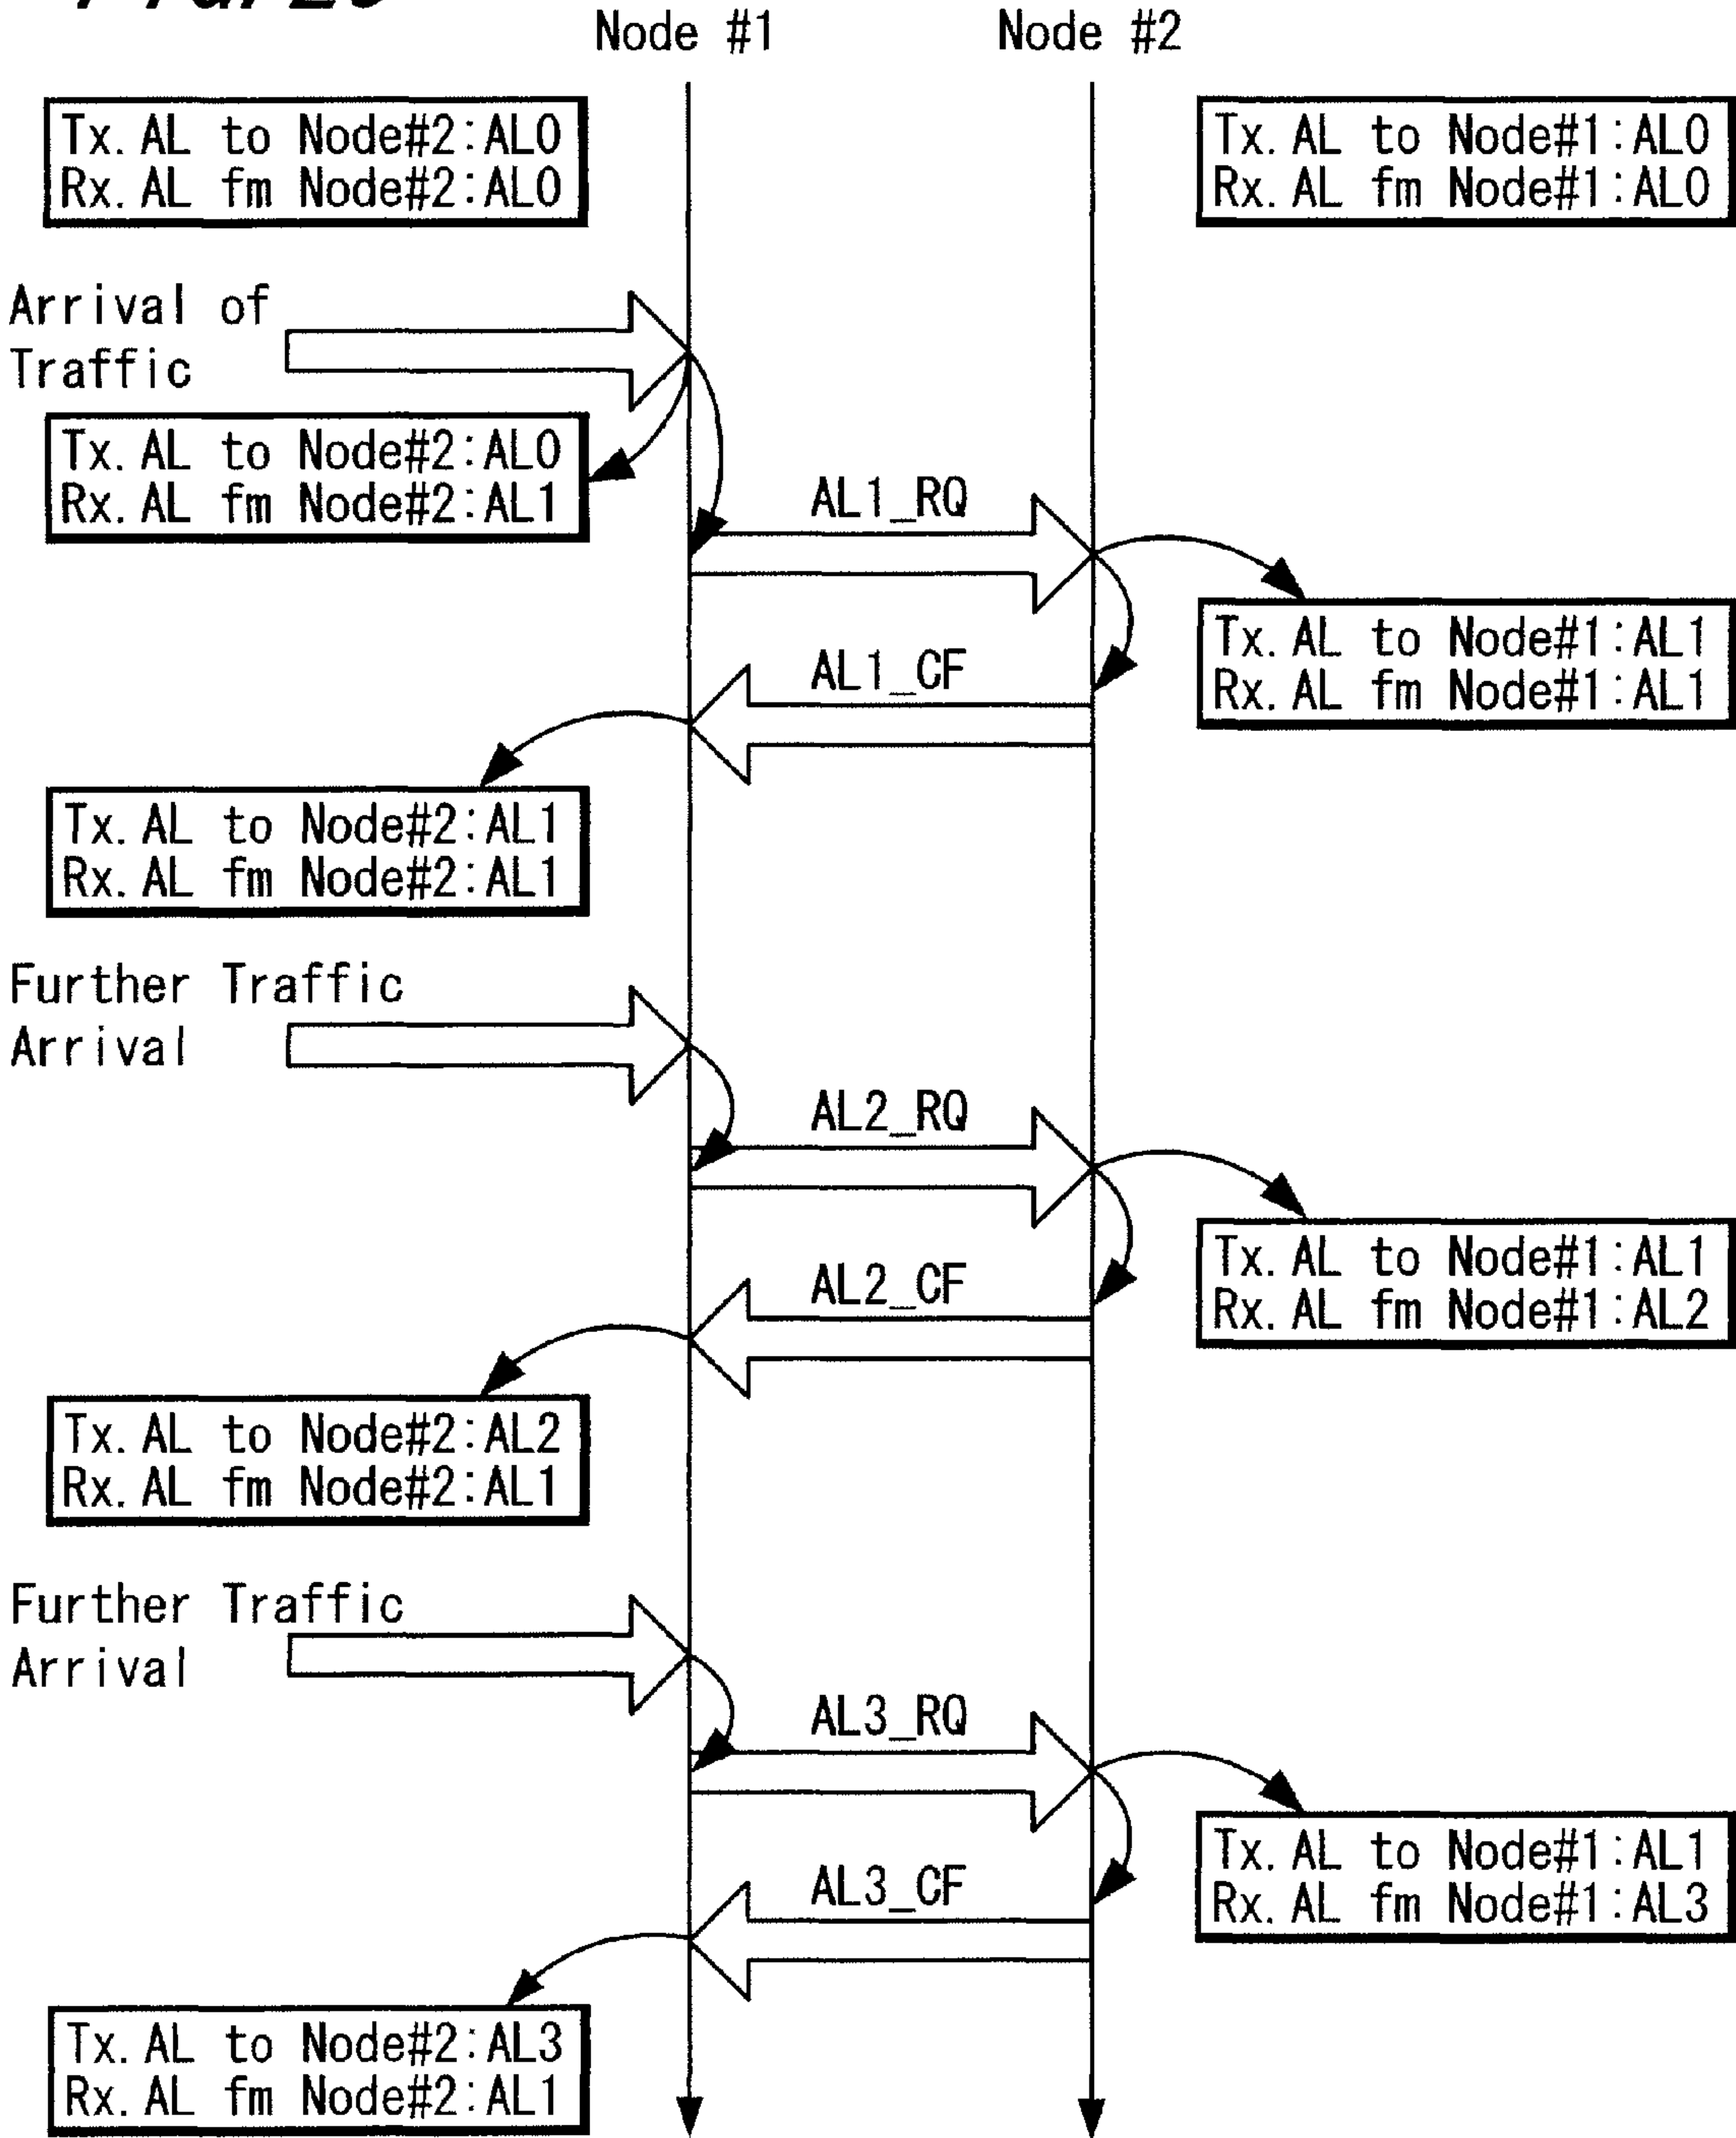 Node #1 Node #2
Tx. AL to Node#2:AL0
Rx. AL fm Node#2:AL0
Tx. AL to Node#1:AL0
Rx. AL fm Node#1:AL0
Arrival of
Traffic
Tx. AL to Node#2:AL0
Rx. AL fm Node#2:AL1
AL1_RQ
Tx. AL to Node#1:AL1
Rx. AL fm Node#1:AL1
AL1_CF
Tx. AL to Node#2:AL1
Rx. AL fm Node#2:AL1
Further Traffic
Arrival
AL2_RQ
Tx. AL to Node#1:AL1
Rx. AL fm Node#1:AL2
AL2_CF
Tx. AL to Node#2:AL2
Rx. AL fm Node#2:AL1
Further Traffic
Arrival
AL3_RQ
Tx. AL to Node#1:AL1
Rx. AL fm Node#1:AL3
AL3_CF
Tx. AL to Node#2:AL3
Rx. AL fm Node#2:AL1